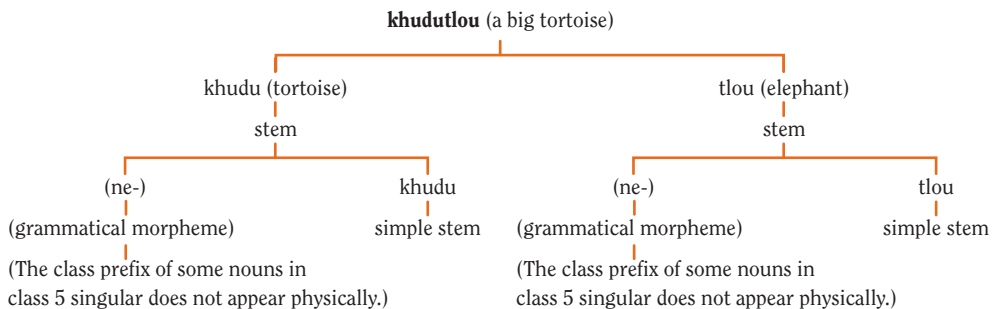 khudutlou (a big tortoise)
khudu (tortoise) tlou (elephant)
stem stem
(ne-) khudu (ne-) tlou
(grammatical morpheme) simple stem (grammatical morpheme) simple stem
(The class prefix of some nouns in (The class prefix of some nouns in
class 5 singular does not appear physically.) class 5 singular does not appear physically.)